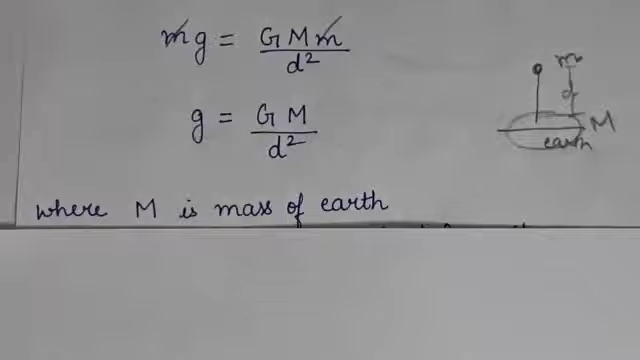 mg = GMm/d²
g = GM/d²
m
d
M
earth
where M is mass of earth